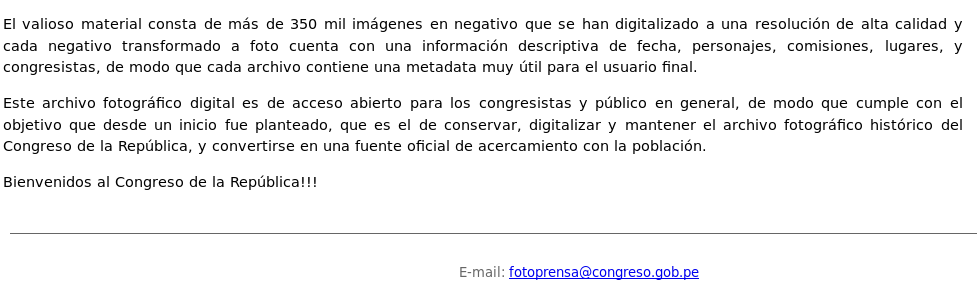 El valioso material consta de más de 350 mil imágenes en negativo que se han digitalizado a una resolución de alta calidad y
cada negativo transformado a foto cuenta con una información descriptiva de fecha, personajes, comisiones, lugares, y
congresistas, de modo que cada archivo contiene una metadata muy útil para el usuario final.
Este archivo fotográfico digital es de acceso abierto para los congresistas y público en general, de modo que cumple con el
objetivo que desde un inicio fue planteado, que es el de conservar, digitalizar y mantener el archivo fotográfico histórico del
Congreso de la República, y convertirse en una fuente oficial de acercamiento con la población.
Bienvenidos al Congreso de la República!!!
E-mail: fotoprensa@congreso.gob.pe